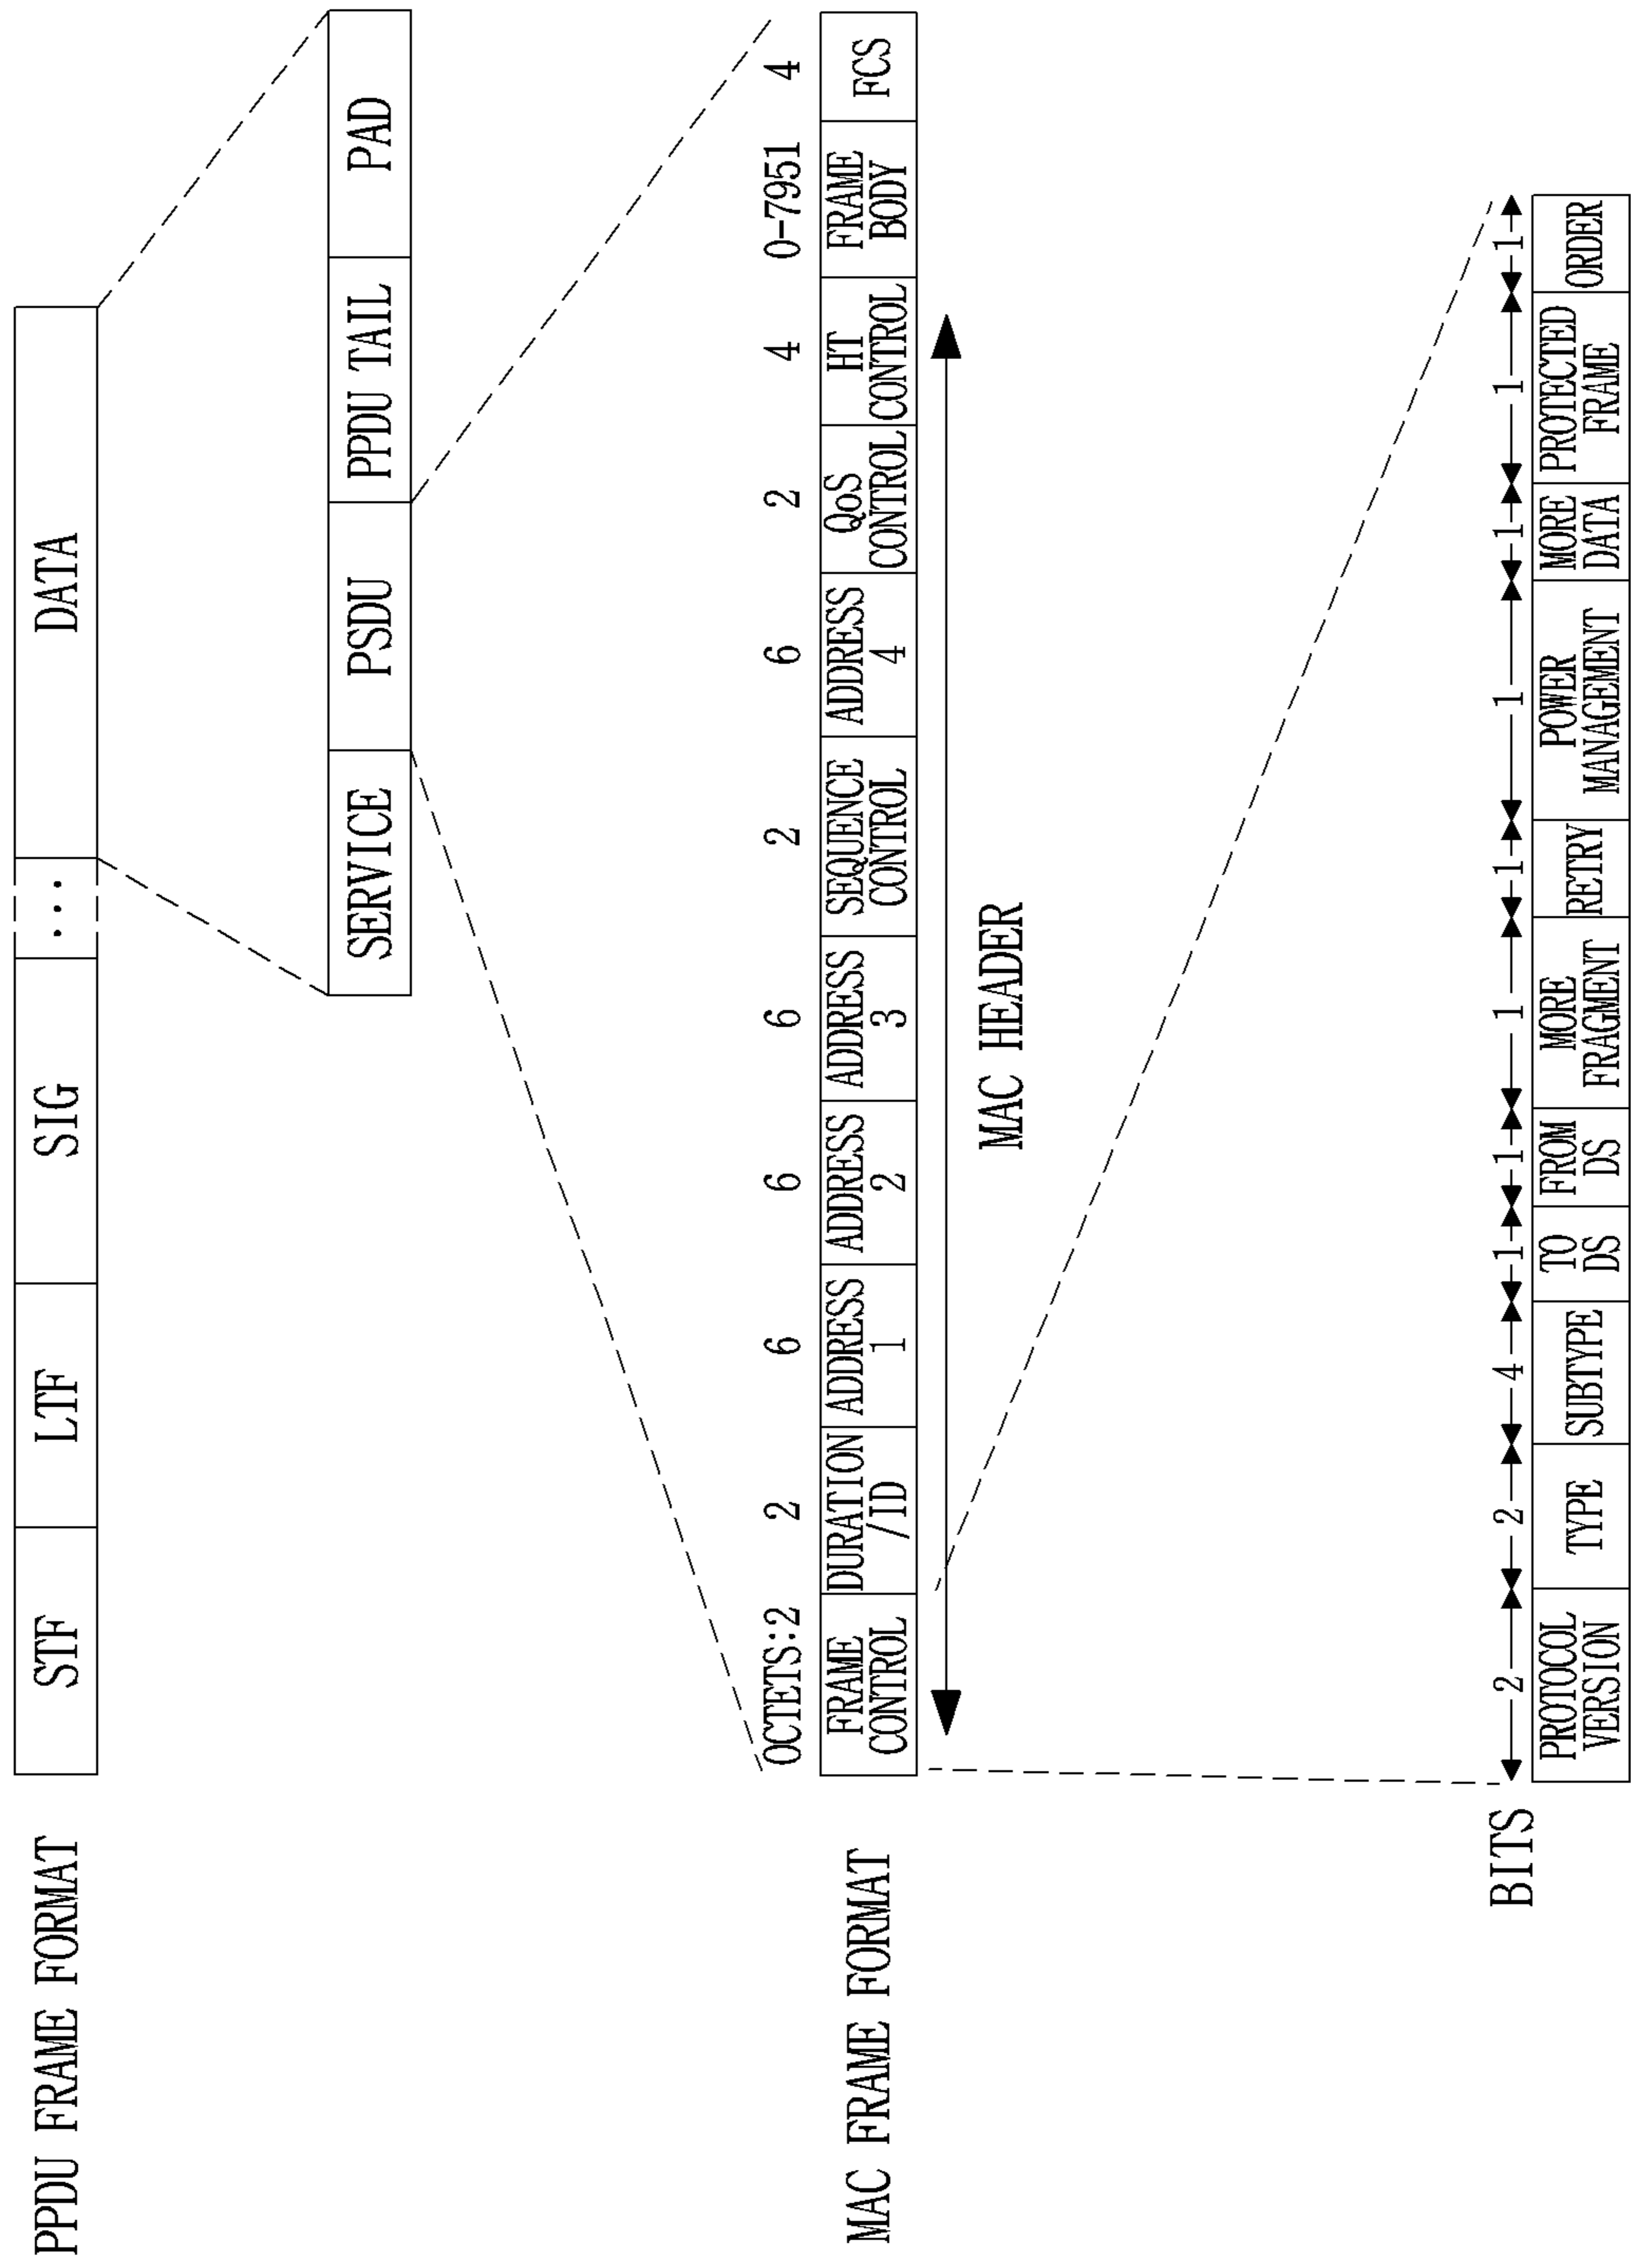 PPDU FRAME FORMAT
STF
LTF
SIG
...
DATA
SERVICE
PSDU
PPDU TAIL
PAD
OCTETS:2
2
6
6
6
2
6
2
4
0-7951
4
MAC FRAME FORMAT
FRAME
CONTROL
DURATION
/ID
ADDRESS
1
ADDRESS
2
ADDRESS
3
SEQUENCE
CONTROL
ADDRESS
4
QoS
CONTROL
HT
CONTROL
FRAME
BODY
FCS
MAC HEADER
BITS
2
2
4
1
1
1
1
1
1
1
1
PROTOCOL
VERSION
TYPE
SUBTYPE
TO
DS
FROM
DS
MORE
FRAGMENT
RETRY
POWER
MANAGEMENT
MORE
DATA
PROTECTED
FRAME
ORDER